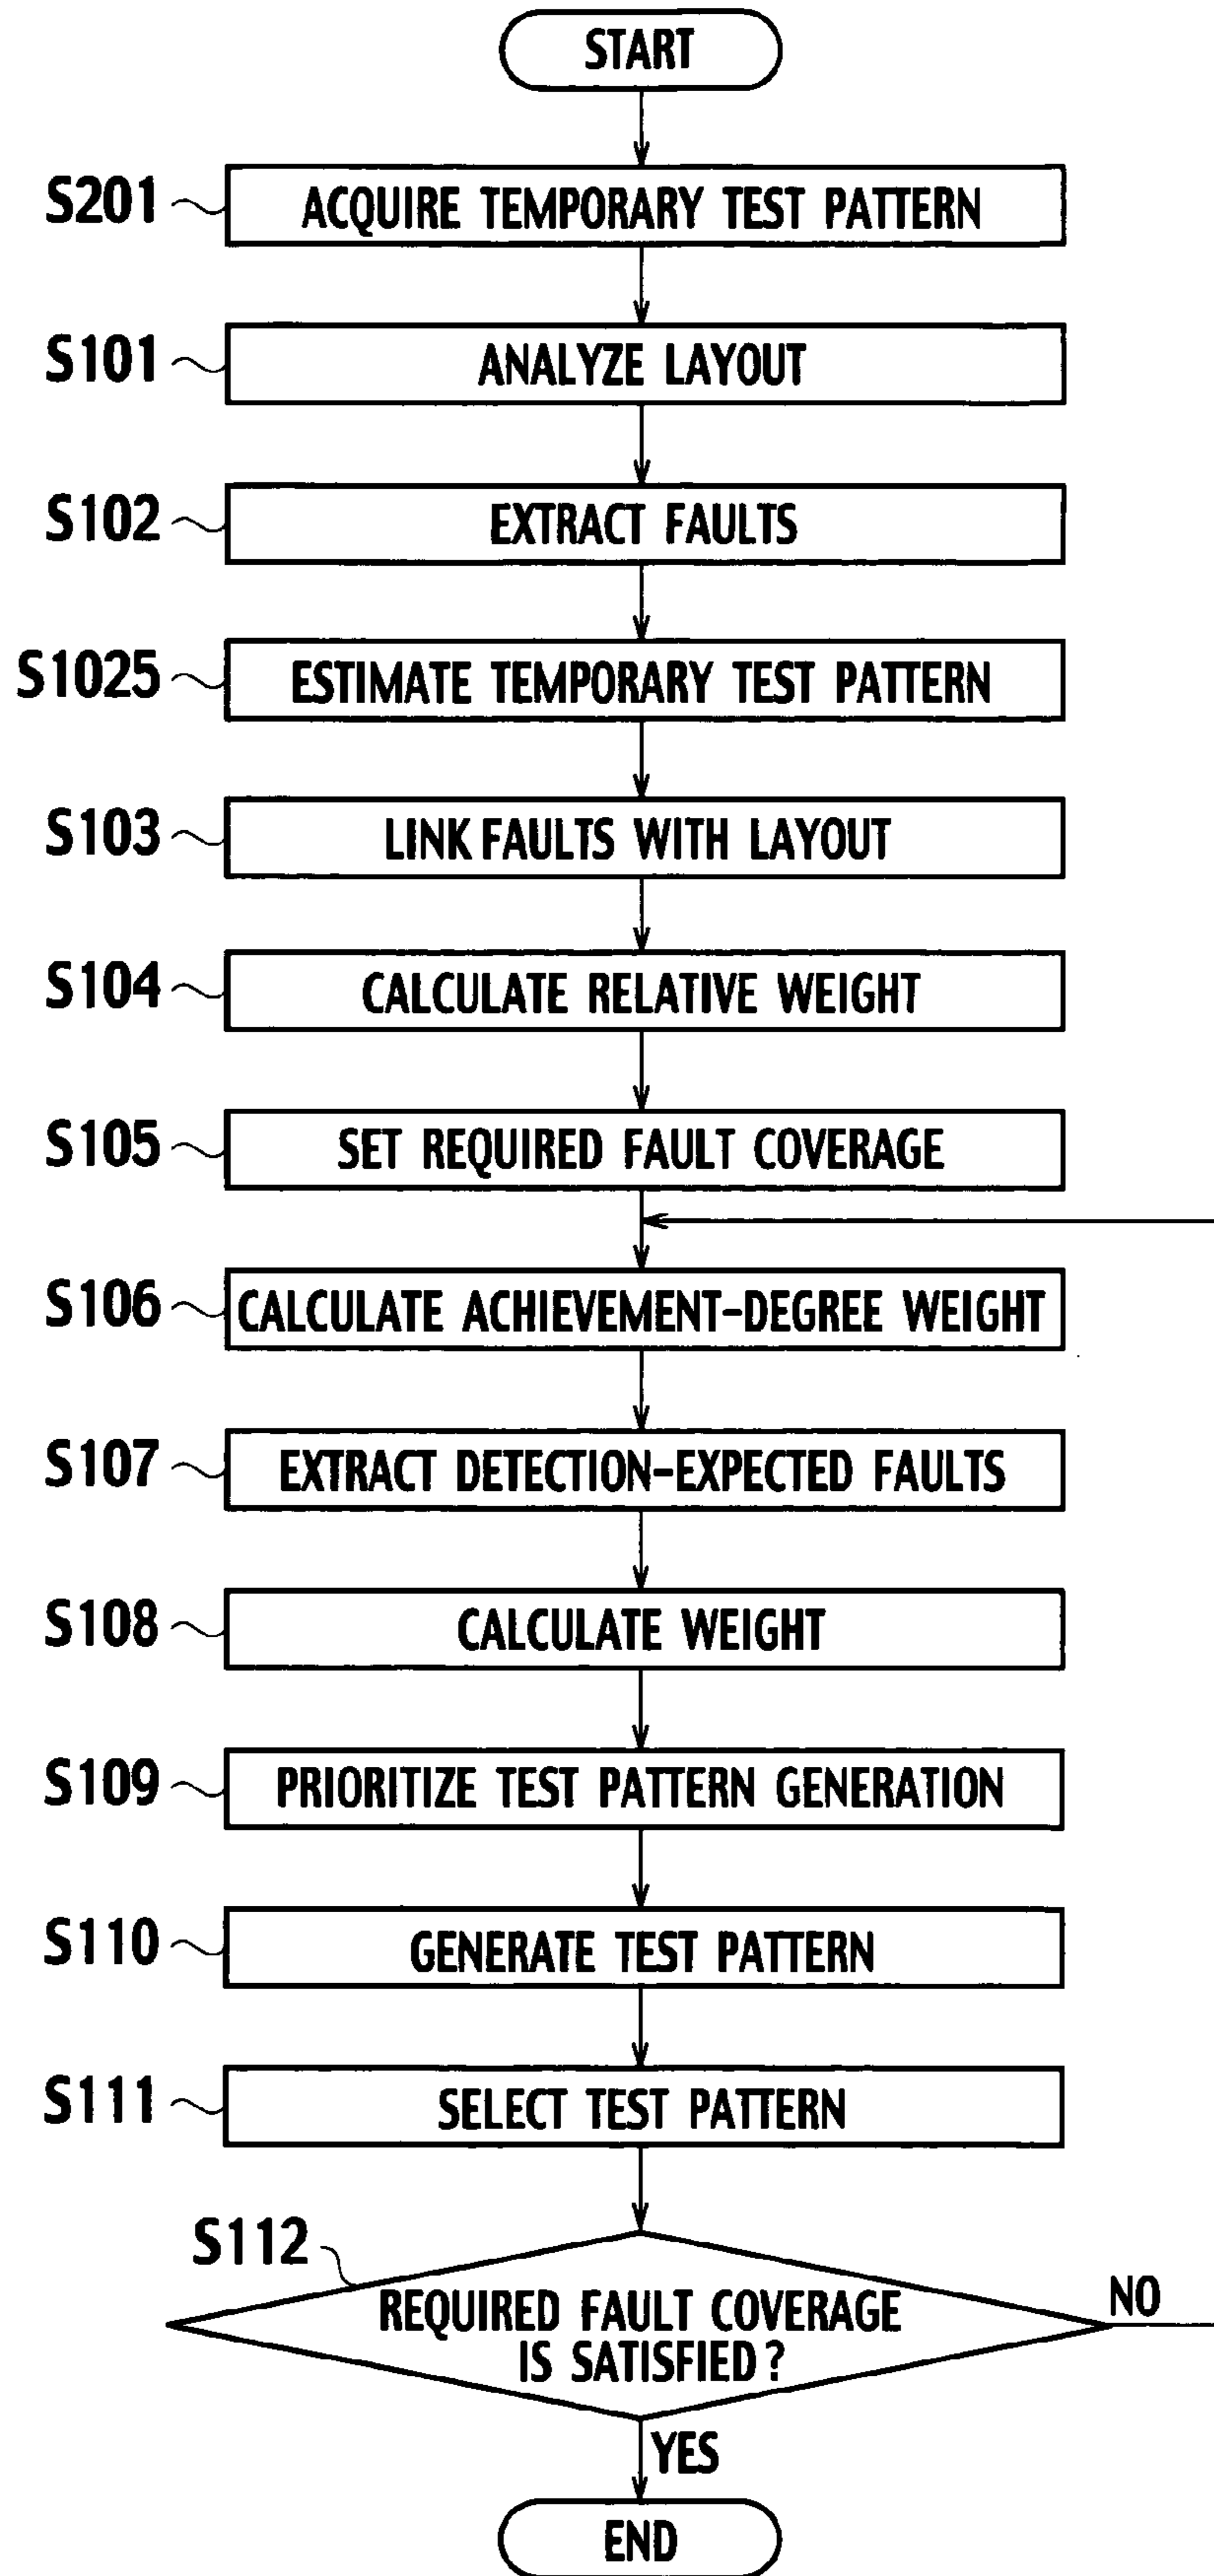 START
S201
ACQUIRE TEMPORARY TEST PATTERN
S101
ANALYZE LAYOUT
S102
EXTRACT FAULTS
S1025
ESTIMATE TEMPORARY TEST PATTERN
S103
LINK FAULTS WITH LAYOUT
S104
CALCULATE RELATIVE WEIGHT
S105
SET REQUIRED FAULT COVERAGE
S106
CALCULATE ACHIEVEMENT-DEGREE WEIGHT
S107
EXTRACT DETECTION-EXPECTED FAULTS
S108
CALCULATE WEIGHT
S109
PRIORITIZE TEST PATTERN GENERATION
S110
GENERATE TEST PATTERN
S111
SELECT TEST PATTERN
S112
REQUIRED FAULT COVERAGE
IS SATISFIED?
NO
YES
END